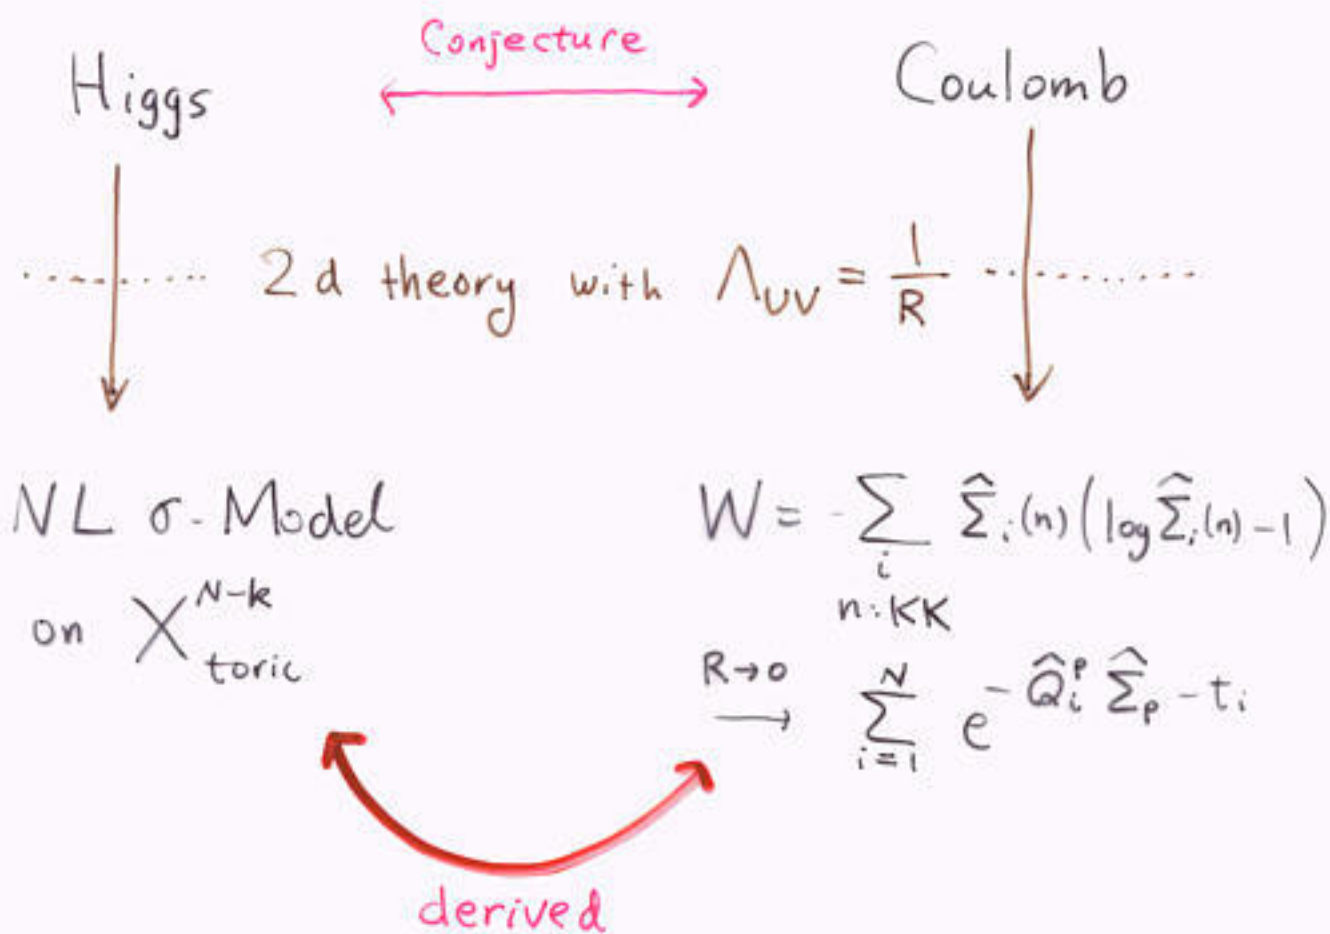 Conjecture
Higgs ⟷ Coulomb
2d theory with Λ_UV = 1/R
NL σ-Model
on X^{N-k}_{toric}
W = -∑_{i, n:KK} Σ̂_i(n)(log Σ̂_i(n) - 1)
R→0 ⟶ ∑_{i=1}^{N} e^{-Q̂_i^p Σ̂_p - t_i}
derived